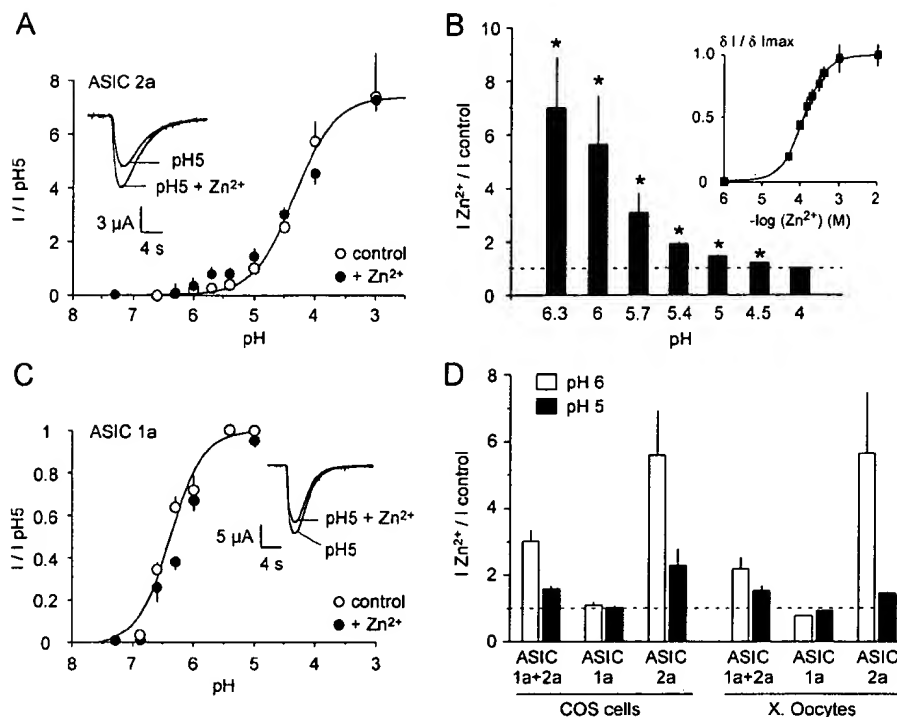 A
ASIC 2a
I / I pH5
8
6
4
2
0
pH5
pH5 + Zn²⁺
3 µA
4 s
control
+ Zn²⁺
8 7 6 5 4 3
pH
B
I Zn²⁺ / I control
10
8
6
4
2
0
* * * * * *
6.3 6 5.7 5.4 5 4.5 4
pH
δ I / δ Imax
1.0
0.5
0.0
6 5 4 3 2
-log (Zn²⁺) (M)
C
ASIC 1a
I / I pH5
1
0.8
0.6
0.4
0.2
0
pH5 + Zn²⁺
pH5
5 µA
4 s
control
+ Zn²⁺
8 7 6 5 4 3
pH
D
pH 6
pH 5
I Zn²⁺ / I control
8
6
4
2
0
ASIC ASIC ASIC ASIC ASIC ASIC
1a+2a 1a 2a 1a+2a 1a 2a
COS cells X. Oocytes